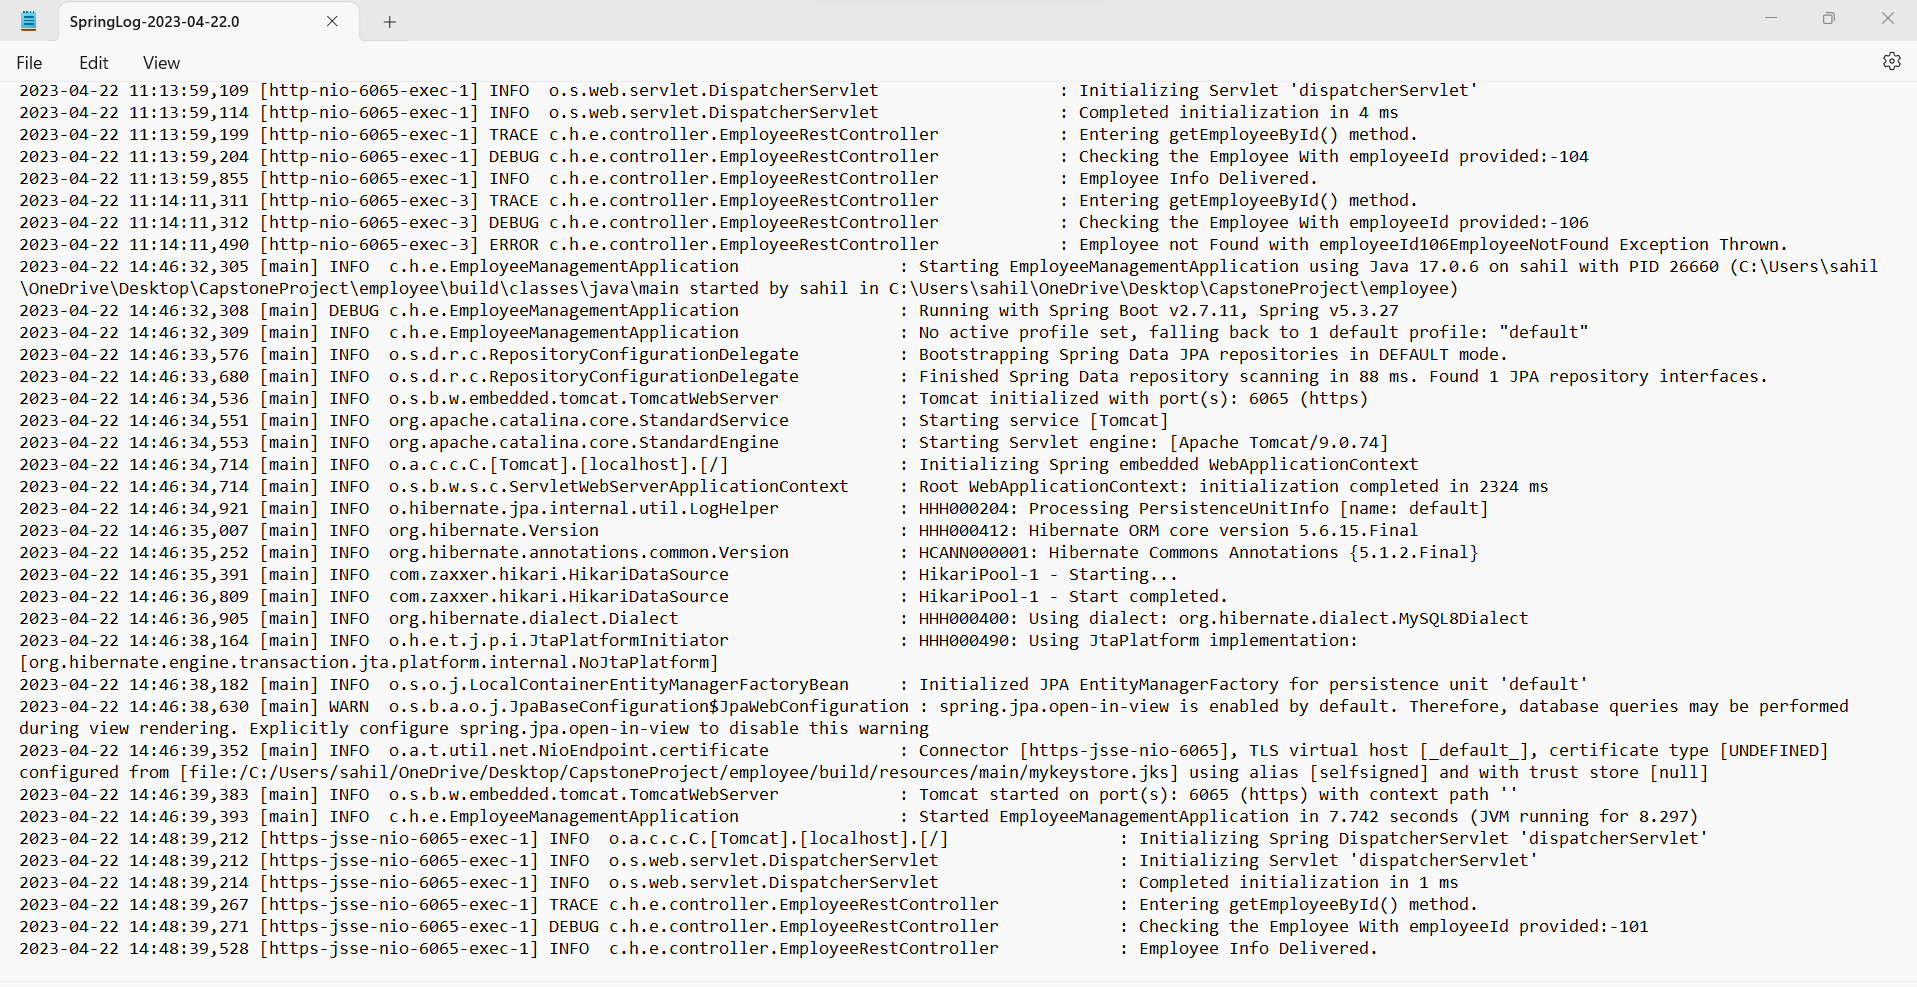 SpringLog-2023-04-22.0
File Edit View
2023-04-22 11:13:59,109 [http-nio-6065-exec-1] INFO  o.s.web.servlet.DispatcherServlet                  : Initializing Servlet 'dispatcherServlet'
2023-04-22 11:13:59,114 [http-nio-6065-exec-1] INFO  o.s.web.servlet.DispatcherServlet                  : Completed initialization in 4 ms
2023-04-22 11:13:59,199 [http-nio-6065-exec-1] TRACE c.h.e.controller.EmployeeRestController            : Entering getEmployeeById() method.
2023-04-22 11:13:59,204 [http-nio-6065-exec-1] DEBUG c.h.e.controller.EmployeeRestController            : Checking the Employee With employeeId provided:-104
2023-04-22 11:13:59,855 [http-nio-6065-exec-1] INFO  c.h.e.controller.EmployeeRestController            : Employee Info Delivered.
2023-04-22 11:14:11,311 [http-nio-6065-exec-3] TRACE c.h.e.controller.EmployeeRestController            : Entering getEmployeeById() method.
2023-04-22 11:14:11,312 [http-nio-6065-exec-3] DEBUG c.h.e.controller.EmployeeRestController            : Checking the Employee With employeeId provided:-106
2023-04-22 11:14:11,490 [http-nio-6065-exec-3] ERROR c.h.e.controller.EmployeeRestController            : Employee not Found with employeeId106EmployeeNotFound Exception Thrown.
2023-04-22 14:46:32,305 [main] INFO  c.h.e.EmployeeManagementApplication                : Starting EmployeeManagementApplication using Java 17.0.6 on sahil with PID 26660 (C:\Users\sahil
\OneDrive\Desktop\CapstoneProject\employee\build\classes\java\main started by sahil in C:\Users\sahil\OneDrive\Desktop\CapstoneProject\employee)
2023-04-22 14:46:32,308 [main] DEBUG c.h.e.EmployeeManagementApplication                : Running with Spring Boot v2.7.11, Spring v5.3.27
2023-04-22 14:46:32,309 [main] INFO  c.h.e.EmployeeManagementApplication                : No active profile set, falling back to 1 default profile: "default"
2023-04-22 14:46:33,576 [main] INFO  o.s.d.r.c.RepositoryConfigurationDelegate          : Bootstrapping Spring Data JPA repositories in DEFAULT mode.
2023-04-22 14:46:33,680 [main] INFO  o.s.d.r.c.RepositoryConfigurationDelegate          : Finished Spring Data repository scanning in 88 ms. Found 1 JPA repository interfaces.
2023-04-22 14:46:34,536 [main] INFO  o.s.b.w.embedded.tomcat.TomcatWebServer            : Tomcat initialized with port(s): 6065 (https)
2023-04-22 14:46:34,551 [main] INFO  org.apache.catalina.core.StandardService           : Starting service [Tomcat]
2023-04-22 14:46:34,553 [main] INFO  org.apache.catalina.core.StandardEngine            : Starting Servlet engine: [Apache Tomcat/9.0.74]
2023-04-22 14:46:34,714 [main] INFO  o.a.c.c.C.[Tomcat].[localhost].[/]                 : Initializing Spring embedded WebApplicationContext
2023-04-22 14:46:34,714 [main] INFO  o.s.b.w.s.c.ServletWebServerApplicationContext     : Root WebApplicationContext: initialization completed in 2324 ms
2023-04-22 14:46:34,921 [main] INFO  o.hibernate.jpa.internal.util.LogHelper            : HHH000204: Processing PersistenceUnitInfo [name: default]
2023-04-22 14:46:35,007 [main] INFO  org.hibernate.Version                              : HHH000412: Hibernate ORM core version 5.6.15.Final
2023-04-22 14:46:35,252 [main] INFO  org.hibernate.annotations.common.Version           : HCANN000001: Hibernate Commons Annotations {5.1.2.Final}
2023-04-22 14:46:35,391 [main] INFO  com.zaxxer.hikari.HikariDataSource                 : HikariPool-1 - Starting...
2023-04-22 14:46:36,809 [main] INFO  com.zaxxer.hikari.HikariDataSource                 : HikariPool-1 - Start completed.
2023-04-22 14:46:36,905 [main] INFO  org.hibernate.dialect.Dialect                      : HHH000400: Using dialect: org.hibernate.dialect.MySQL8Dialect
2023-04-22 14:46:38,164 [main] INFO  o.h.e.t.j.p.i.JtaPlatformInitiator                 : HHH000490: Using JtaPlatform implementation:
[org.hibernate.engine.transaction.jta.platform.internal.NoJtaPlatform]
2023-04-22 14:46:38,182 [main] INFO  o.s.o.j.LocalContainerEntityManagerFactoryBean     : Initialized JPA EntityManagerFactory for persistence unit 'default'
2023-04-22 14:46:38,630 [main] WARN  o.s.b.a.o.j.JpaBaseConfiguration$JpaWebConfiguration : spring.jpa.open-in-view is enabled by default. Therefore, database queries may be performed
during view rendering. Explicitly configure spring.jpa.open-in-view to disable this warning
2023-04-22 14:46:39,352 [main] INFO  o.a.t.util.net.NioEndpoint.certificate             : Connector [https-jsse-nio-6065], TLS virtual host [_default_], certificate type [UNDEFINED]
configured from [file:/C:/Users/sahil/OneDrive/Desktop/CapstoneProject/employee/build/resources/main/mykeystore.jks] using alias [selfsigned] and with trust store [null]
2023-04-22 14:46:39,383 [main] INFO  o.s.b.w.embedded.tomcat.TomcatWebServer            : Tomcat started on port(s): 6065 (https) with context path ''
2023-04-22 14:46:39,393 [main] INFO  c.h.e.EmployeeManagementApplication                : Started EmployeeManagementApplication in 7.742 seconds (JVM running for 8.297)
2023-04-22 14:48:39,212 [https-jsse-nio-6065-exec-1] INFO  o.a.c.c.C.[Tomcat].[localhost].[/]                 : Initializing Spring DispatcherServlet 'dispatcherServlet'
2023-04-22 14:48:39,212 [https-jsse-nio-6065-exec-1] INFO  o.s.web.servlet.DispatcherServlet                  : Initializing Servlet 'dispatcherServlet'
2023-04-22 14:48:39,214 [https-jsse-nio-6065-exec-1] INFO  o.s.web.servlet.DispatcherServlet                  : Completed initialization in 1 ms
2023-04-22 14:48:39,267 [https-jsse-nio-6065-exec-1] TRACE c.h.e.controller.EmployeeRestController            : Entering getEmployeeById() method.
2023-04-22 14:48:39,271 [https-jsse-nio-6065-exec-1] DEBUG c.h.e.controller.EmployeeRestController            : Checking the Employee With employeeId provided:-101
2023-04-22 14:48:39,528 [https-jsse-nio-6065-exec-1] INFO  c.h.e.controller.EmployeeRestController            : Employee Info Delivered.